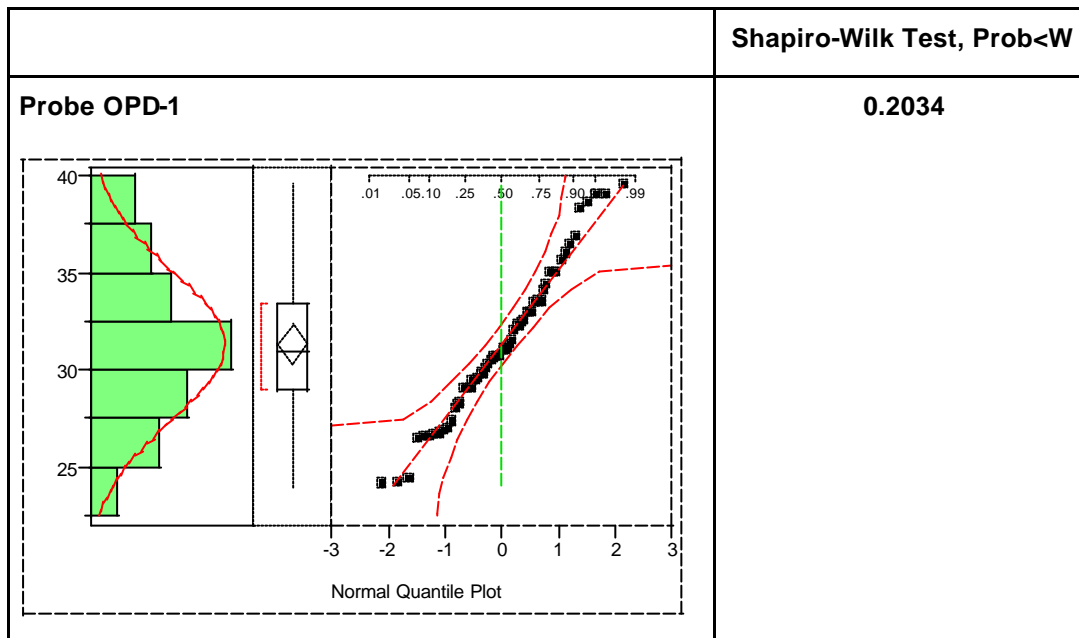 Shapiro-Wilk Test, Prob<W
Probe OPD-1
0.2034
40
35
30
25
.01 .05 .10 .25 .50 .75 .90 .99
-3 -2 -1 0 1 2 3
Normal Quantile Plot